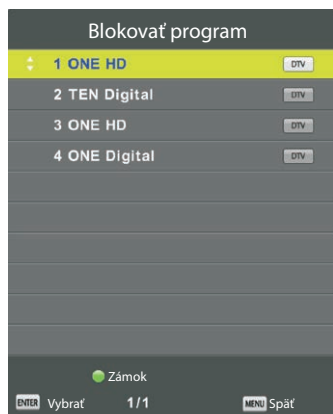 Blokovať program
1 ONE HD DTV
2 TEN Digital DTV
3 ONE HD DTV
4 ONE Digital DTV
Zámok
ENTER Vybrať 1/1 MENU Späť